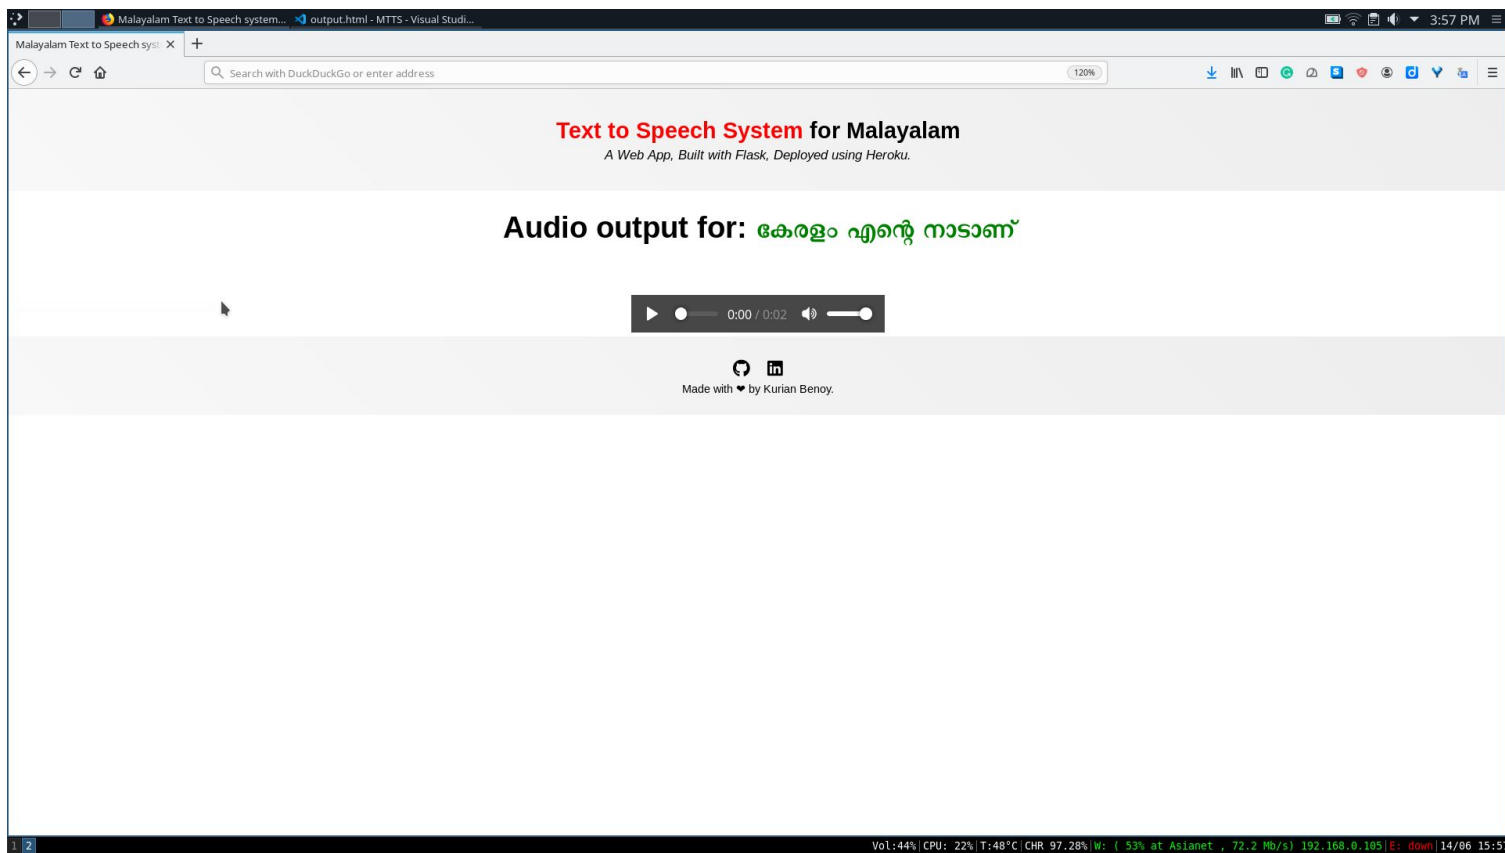 Malayalam Text to Speech system... output.html - MTTS - Visual Studi... 3:57 PM
Malayalam Text to Speech syst
Search with DuckDuckGo or enter address 120%
Text to Speech System for Malayalam
A Web App, Built with Flask, Deployed using Heroku.
Audio output for: കേരളം എന്റെ നാടാണ്
0:00 / 0:02
Made with ❤ by Kurian Benoy.
1 2 Vol:44%|CPU: 22%|T:48°C|CHR 97.28%|W: ( 53% at Asianet , 72.2 Mb/s) 192.168.0.105|E: down|14/06 15:5